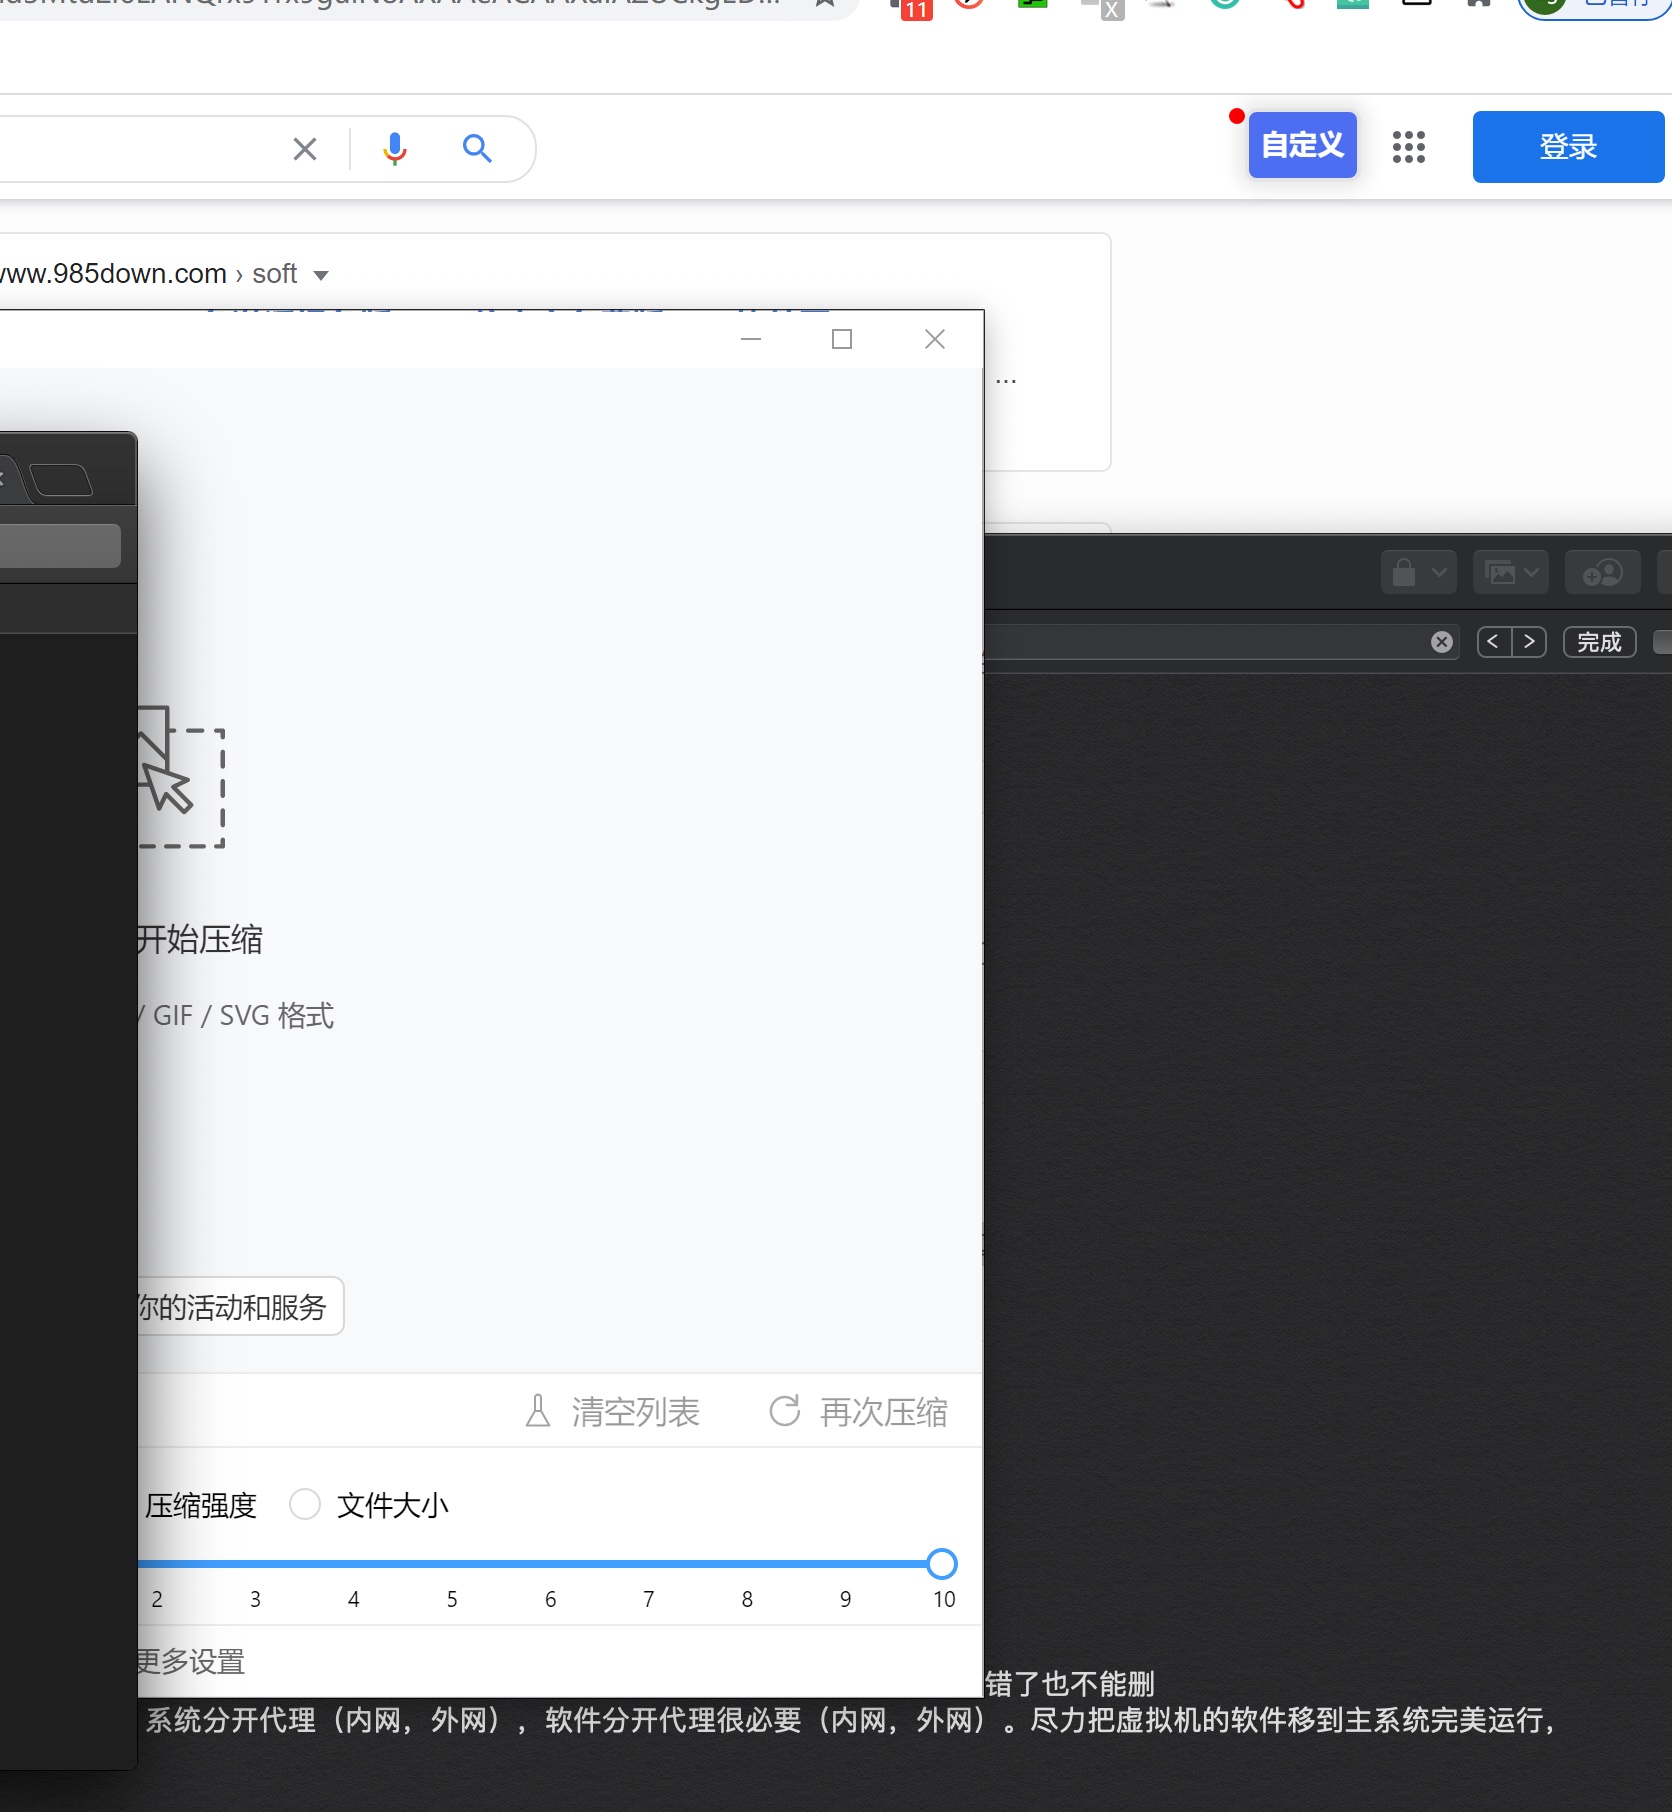 11
X
自定义
登录
www.985down.com › soft
...
完成
开始压缩
/ GIF / SVG 格式
你的活动和服务
清空列表
再次压缩
压缩强度
文件大小
2 3 4 5 6 7 8 9 10
更多设置
错了也不能删
系统分开代理（内网，外网），软件分开代理很必要（内网，外网）。尽力把虚拟机的软件移到主系统完美运行，